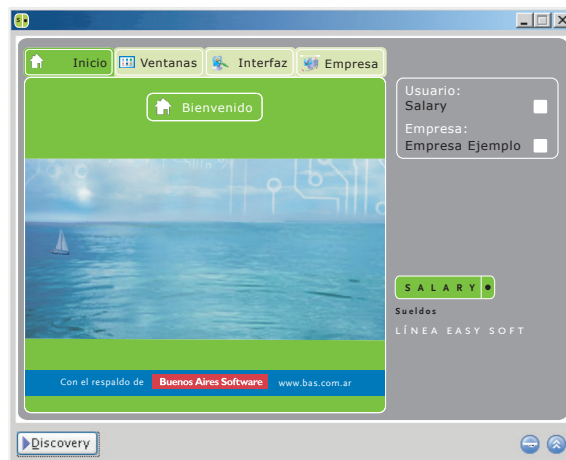 Inicio
Ventanas
Interfaz
Empresa
Bienvenido
Usuario:
Salary
Empresa:
Empresa Ejemplo
SALARY
Sueldos
LÍNEA EASY SOFT
Con el respaldo de Buenos Aires Software www.bas.com.ar
Discovery